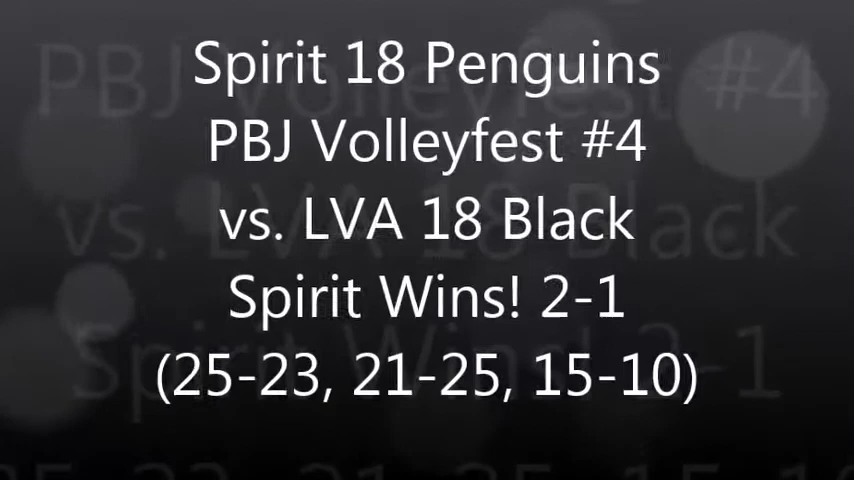 Spirit 18 Penguins
PBJ Volleyfest #4
vs. LVA 18 Black
Spirit Wins! 2-1
(25-23, 21-25, 15-10)